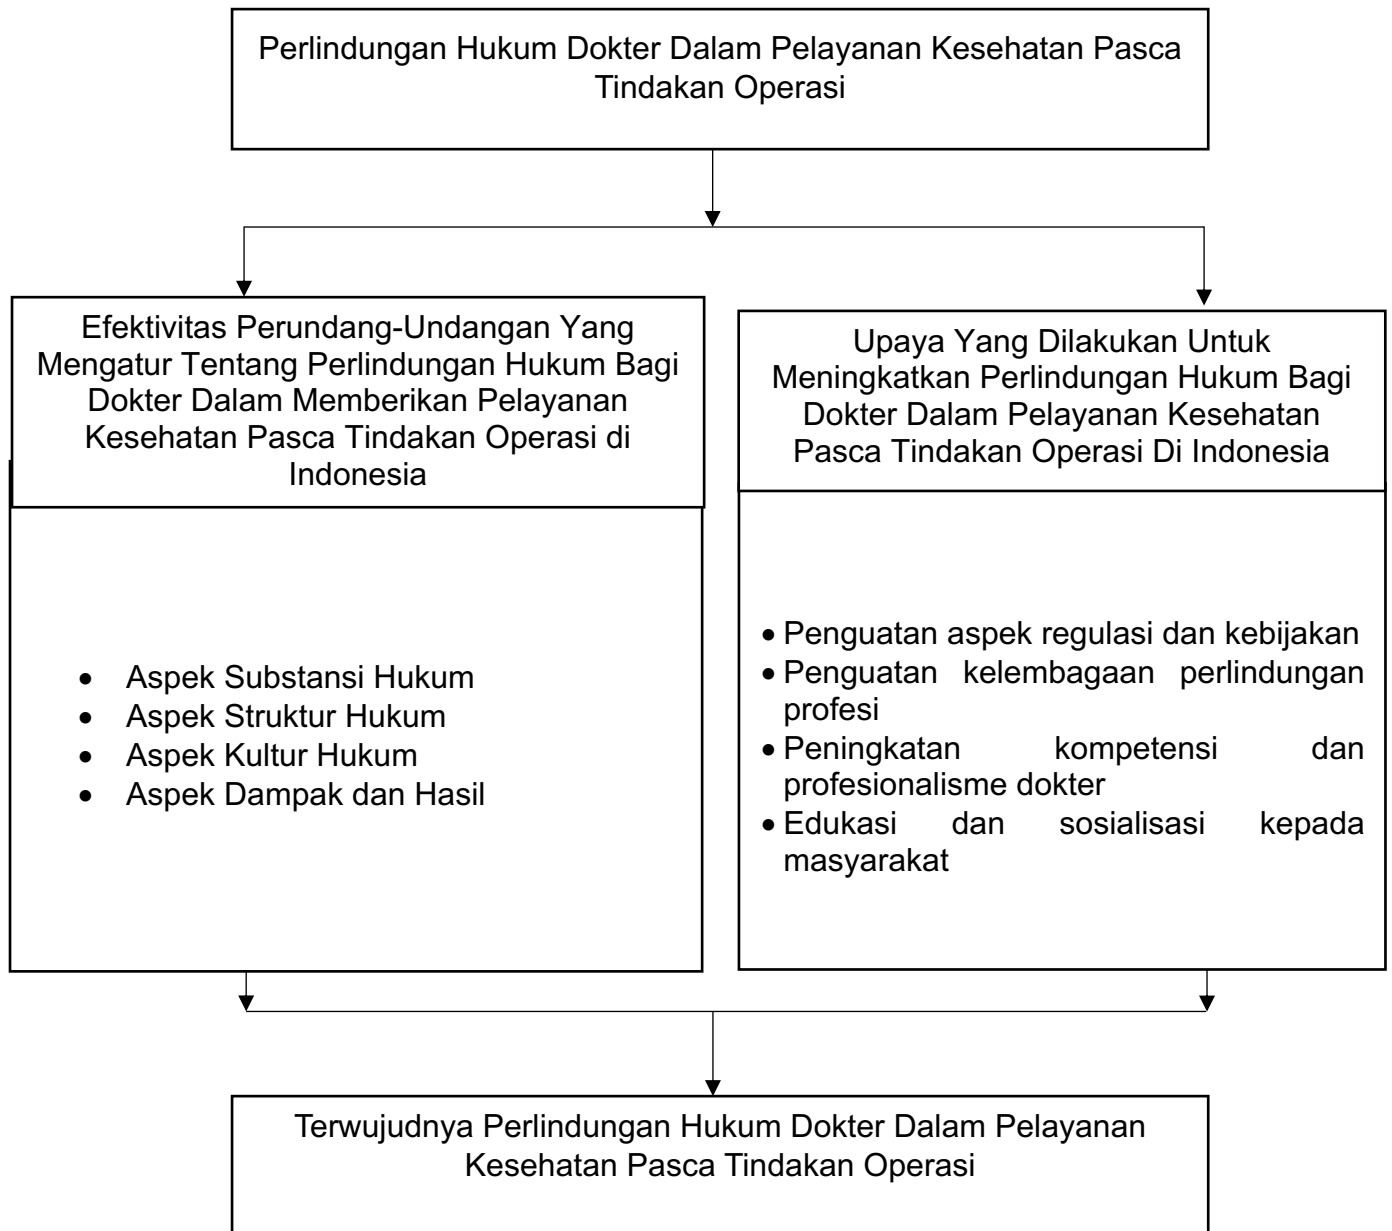 Perlindungan Hukum Dokter Dalam Pelayanan Kesehatan Pasca
Tindakan Operasi
Efektivitas Perundang-Undangan Yang
Mengatur Tentang Perlindungan Hukum Bagi
Dokter Dalam Memberikan Pelayanan
Kesehatan Pasca Tindakan Operasi di
Indonesia
• Aspek Substansi Hukum
• Aspek Struktur Hukum
• Aspek Kultur Hukum
• Aspek Dampak dan Hasil
Upaya Yang Dilakukan Untuk
Meningkatkan Perlindungan Hukum Bagi
Dokter Dalam Pelayanan Kesehatan
Pasca Tindakan Operasi Di Indonesia
• Penguatan aspek regulasi dan kebijakan
• Penguatan kelembagaan perlindungan
profesi
• Peningkatan kompetensi dan
profesionalisme dokter
• Edukasi dan sosialisasi kepada
masyarakat
Terwujudnya Perlindungan Hukum Dokter Dalam Pelayanan
Kesehatan Pasca Tindakan Operasi